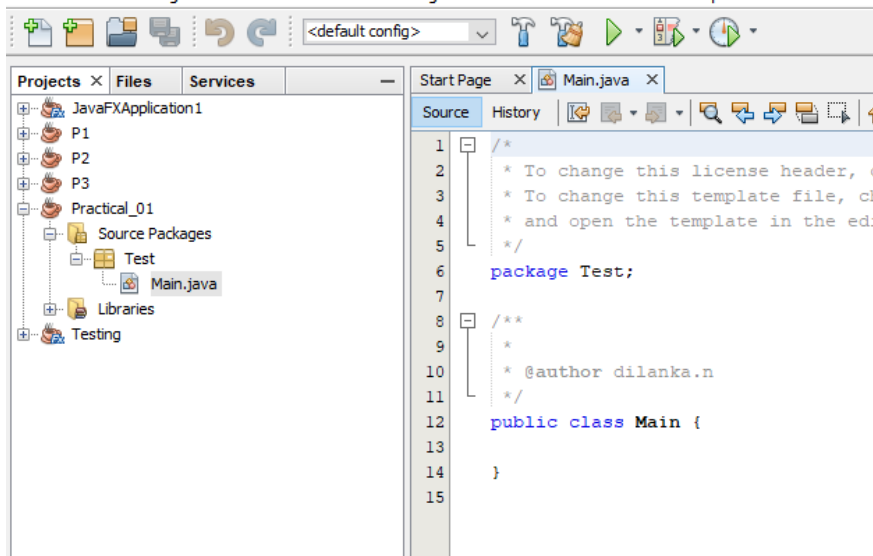 <default config>
Projects
Files
Services
JavaFXApplication1
P1
P2
P3
Practical_01
Source Packages
Test
Main.java
Libraries
Testing
Start Page
Main.java
Source
History
1 /*
2 * To change this license header,
3 * To change this template file,
4 * and open the template in the
5 */
6 package Test;
7
8 /**
9 *
10 * @author dilanka.n
11 */
12 public class Main {
13
14 }
15